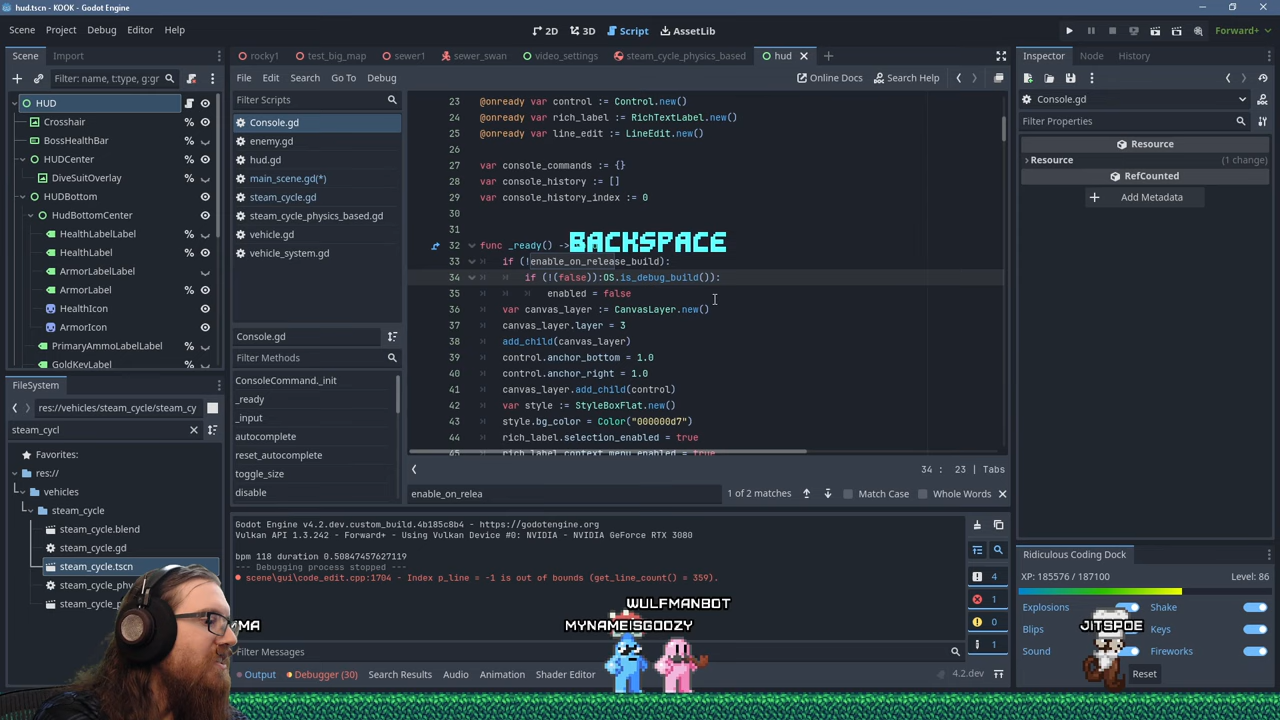 hud.tscn - KOOK - Godot Engine
Scene Project Debug Editor Help
2D 3D Script AssetLib
Forward+
Scene Import
rocky1 test_big_map sewer1 sewer_swan video_settings steam_cycle_physics_based hud
Inspector Node History
Filter: name, t:type, g:gr
File Edit Search Go To Debug
Online Docs Search Help
HUD
Crosshair
BossHealthBar
HUDCenter
DiveSuitOverlay
HUDBottom
HudBottomCenter
HealthLabelLabel
HealthLabel
ArmorLabelLabel
ArmorLabel
HealthIcon
ArmorIcon
PrimaryAmmoLabelLabel
GoldKeyLabel
FileSystem
res://vehicles/steam_cycle/steam_cy
steam_cycl
Favorites:
res://
vehicles
steam_cycle
steam_cycle.blend
steam_cycle.gd
steam_cycle.tscn
steam_cycle_phy
steam_cycle_p
Filter Scripts
Console.gd
enemy.gd
hud.gd
main_scene.gd(*)
steam_cycle.gd
steam_cycle_physics_based.gd
vehicle.gd
vehicle_system.gd
Console.gd
Filter Methods
ConsoleCommand._init
_ready
_input
autocomplete
reset_autocomplete
toggle_size
disable
23 @onready var control := Control.new()
24 @onready var rich_label := RichTextLabel.new()
25 @onready var line_edit := LineEdit.new()
26
27 var console_commands := {}
28 var console_history := []
29 var console_history_index := 0
30
31
BACKSPACE
32 func _ready() ->
33 if (!enable_on_release_build):
34 if (!(false)):OS.is_debug_build()):
35 enabled = false
36 var canvas_layer := CanvasLayer.new()
37 canvas_layer.layer = 3
38 add_child(canvas_layer)
39 control.anchor_bottom = 1.0
40 control.anchor_right = 1.0
41 canvas_layer.add_child(control)
42 var style := StyleBoxFlat.new()
43 style.bg_color = Color("000000d7")
44 rich_label.selection_enabled = true
45 rich_label.context_menu_enabled = true
34 : 23 | Tabs
enable_on_relea
1 of 2 matches Match Case Whole Words
Godot Engine v4.2.dev.custom_build.4b185c8b4 - https://godotengine.org
Vulkan API 1.3.242 - Forward+ - Using Vulkan Device #0: NVIDIA - NVIDIA GeForce RTX 3080
bpm 118 duration 0.50847457627119
--- Debugging process stopped ---
scene\gui\code_edit.cpp:1704 - Index p_line = -1 is out of bounds (get_line_count() = 359).
4
1
0
1
Filter Messages
Output Debugger (30) Search Results Audio Animation Shader Editor
4.2.dev
Console.gd
Filter Properties
Resource
Resource (1 change)
RefCounted
Add Metadata
Ridiculous Coding Dock
XP: 185576 / 187100 Level: 86
Explosions Shake
Blips Keys
Sound Fireworks
Reset
MA
WULFMANBOT
MYNAMEISGOOZY
JITSPOE